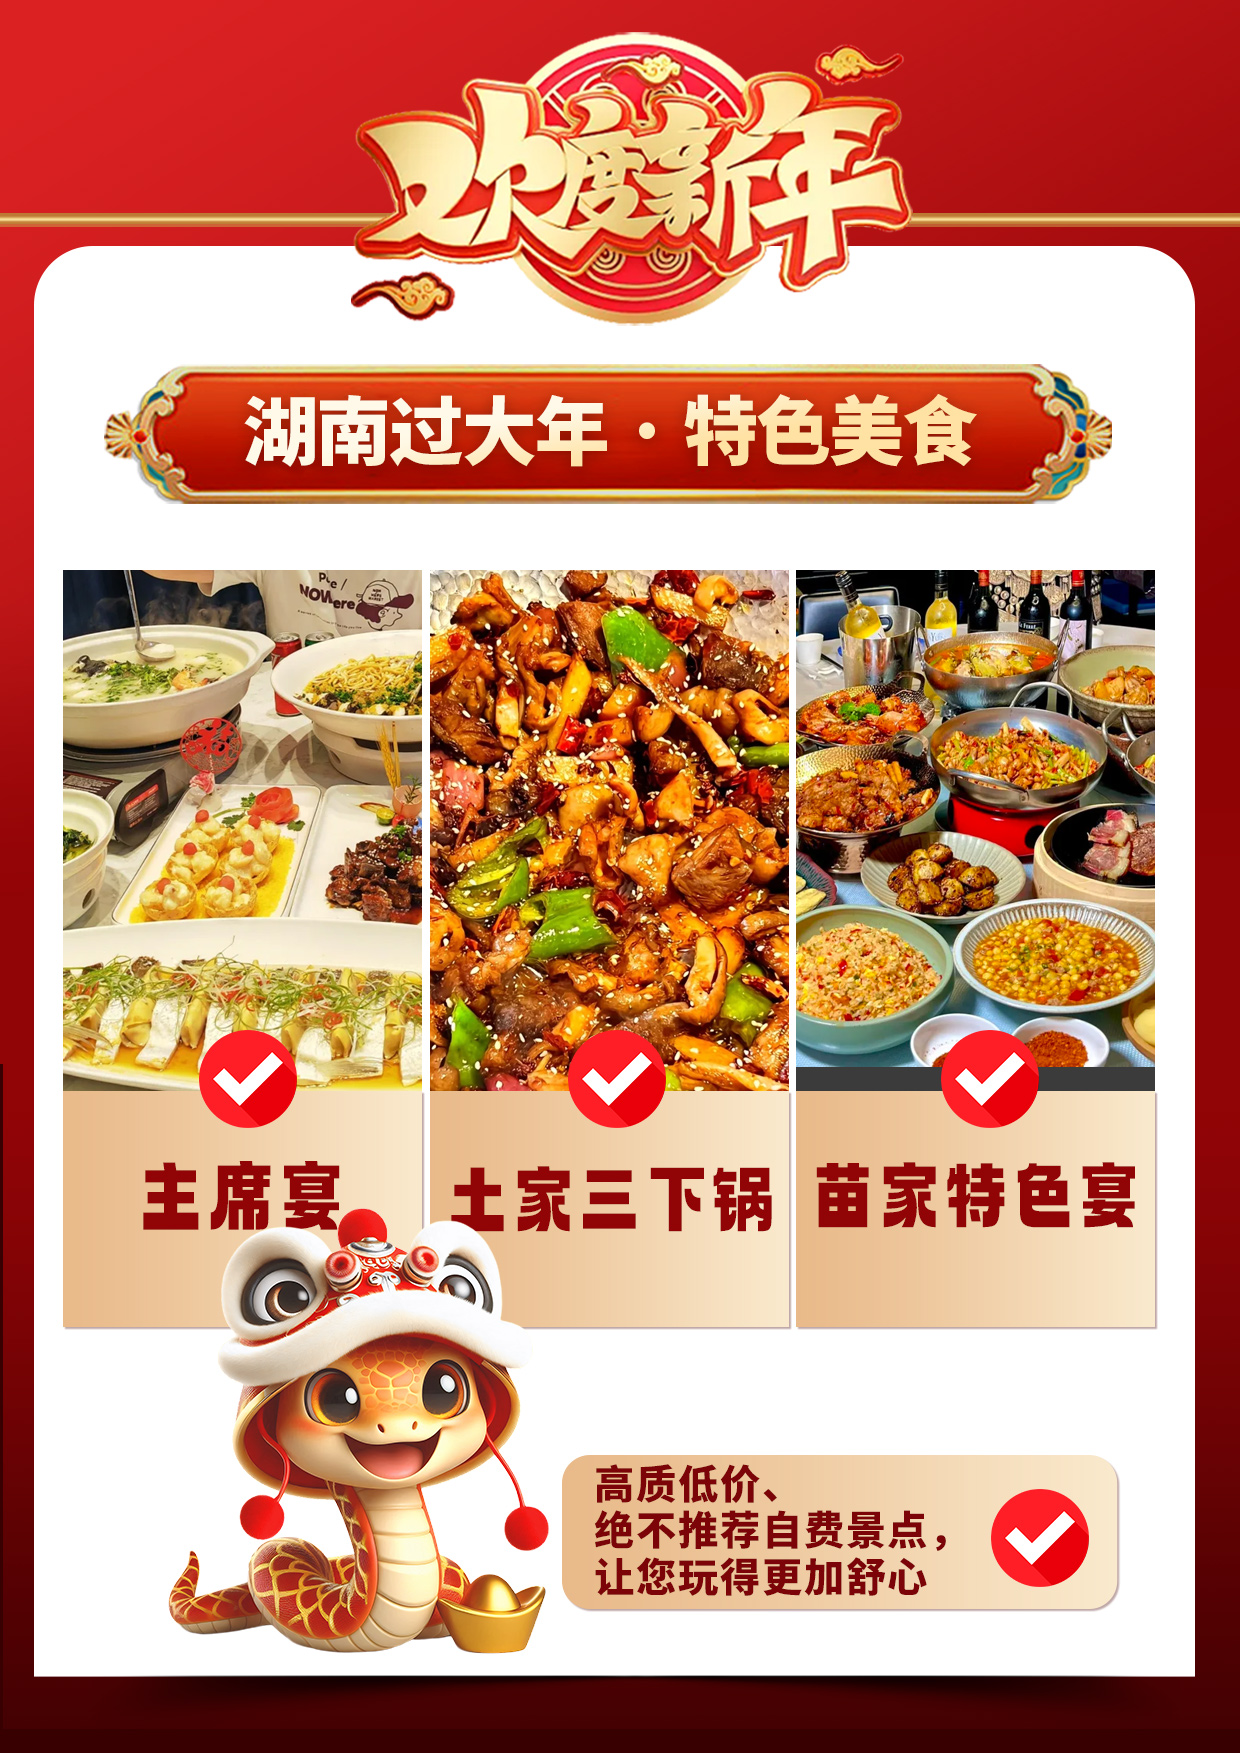 欢度新年
湖南过大年·特色美食
NOWere
福
主席宴
土家三下锅
苗家特色宴
高质低价、
绝不推荐自费景点，
让您玩得更加舒心